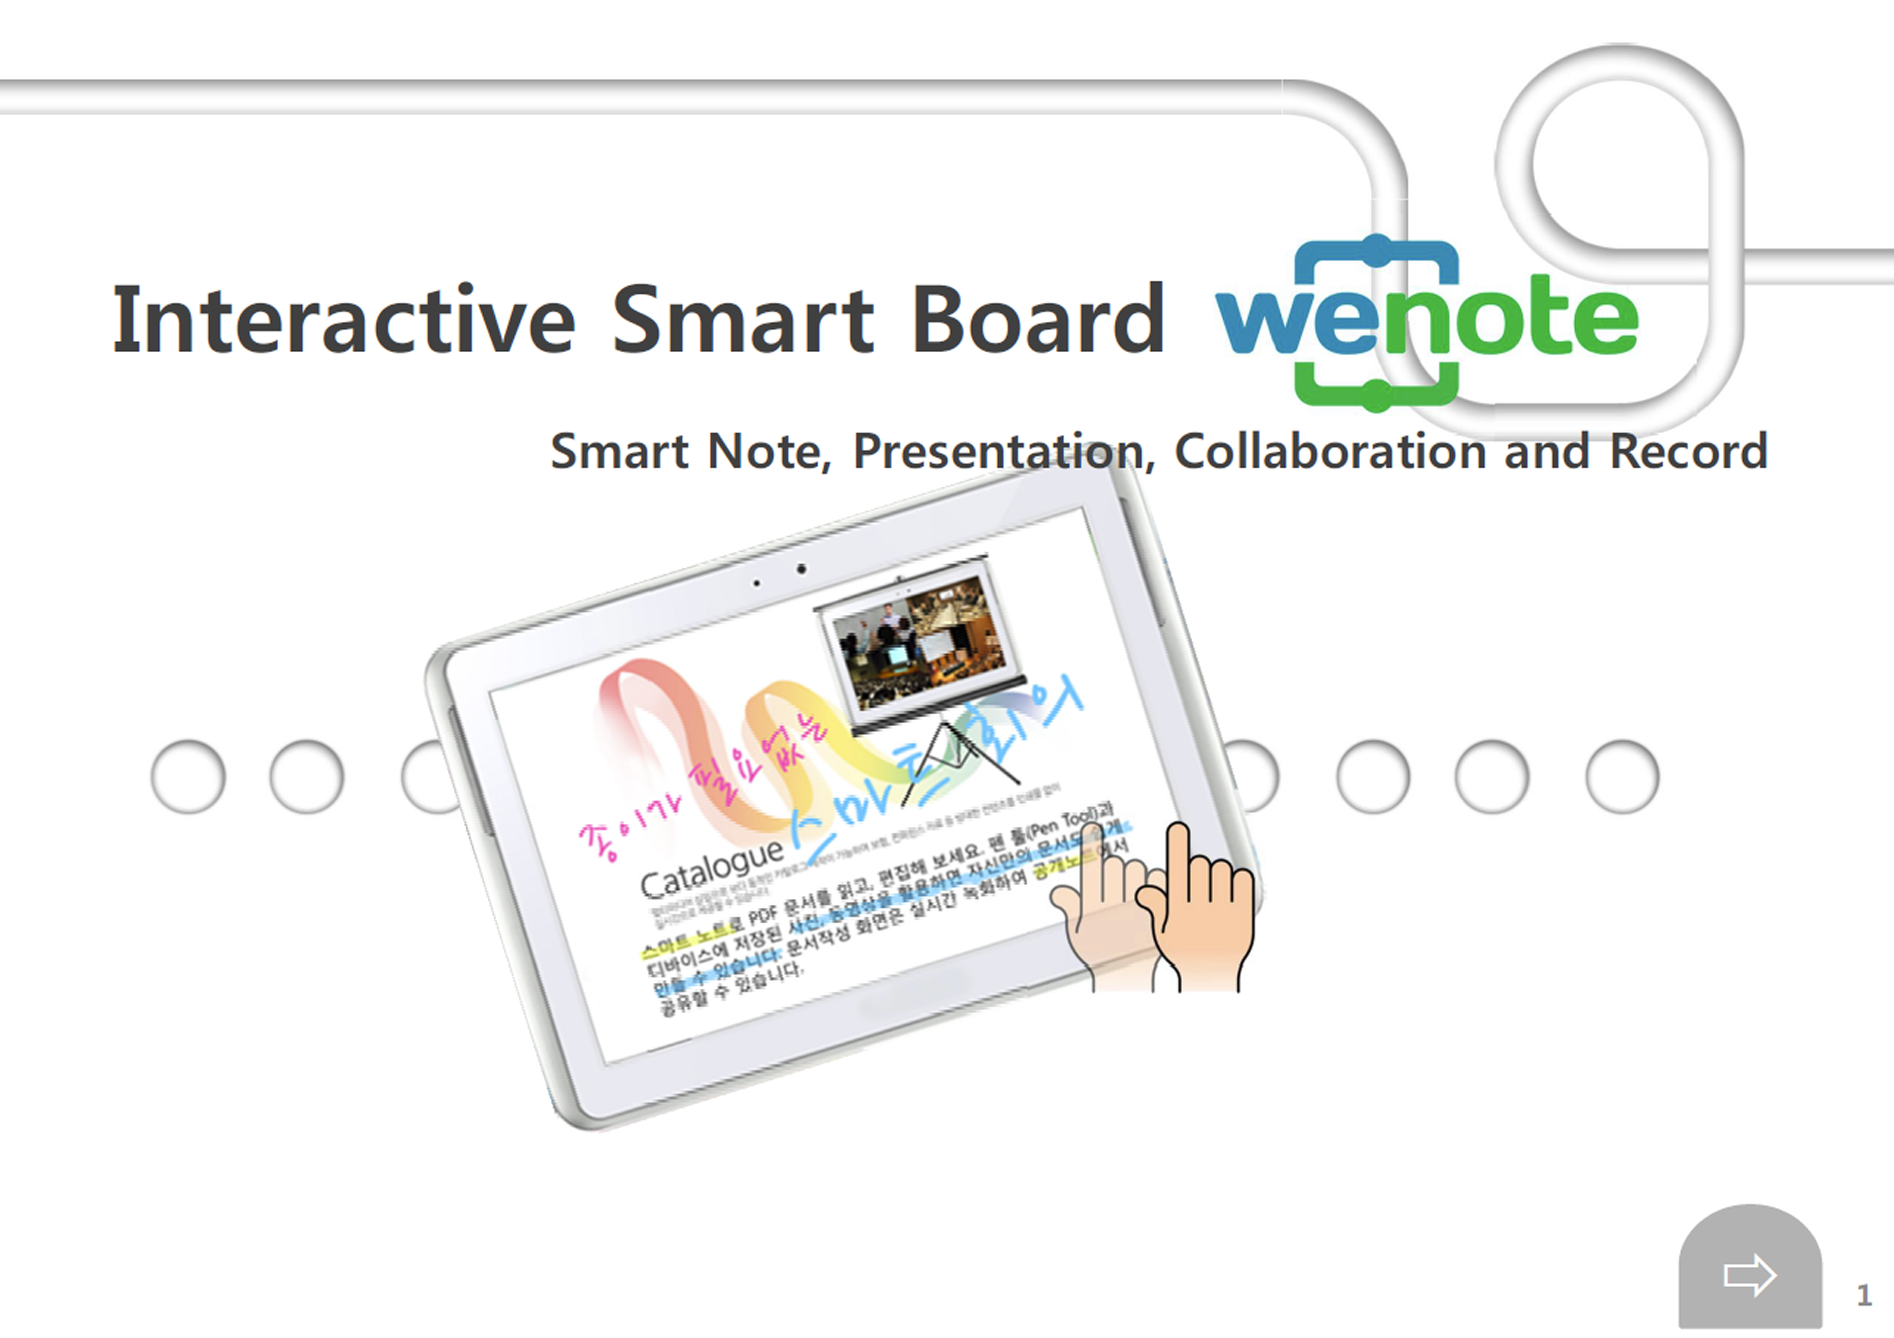 Interactive Smart Board wenote
Smart Note, Presentation, Collaboration and Record
종이가 필요없는
스마트회의
Catalogue
스마트 노트로 PDF 문서를 읽고, 편집해 보세요. 펜 툴(Pen Tool)과
디바이스에 저장된 사진, 동영상을 활용하면 자신만의 문서도 쉽게
만들 수 있습니다. 문서작성 화면은 실시간 녹화하여 공개노트에서
공유할 수 있습니다.
1